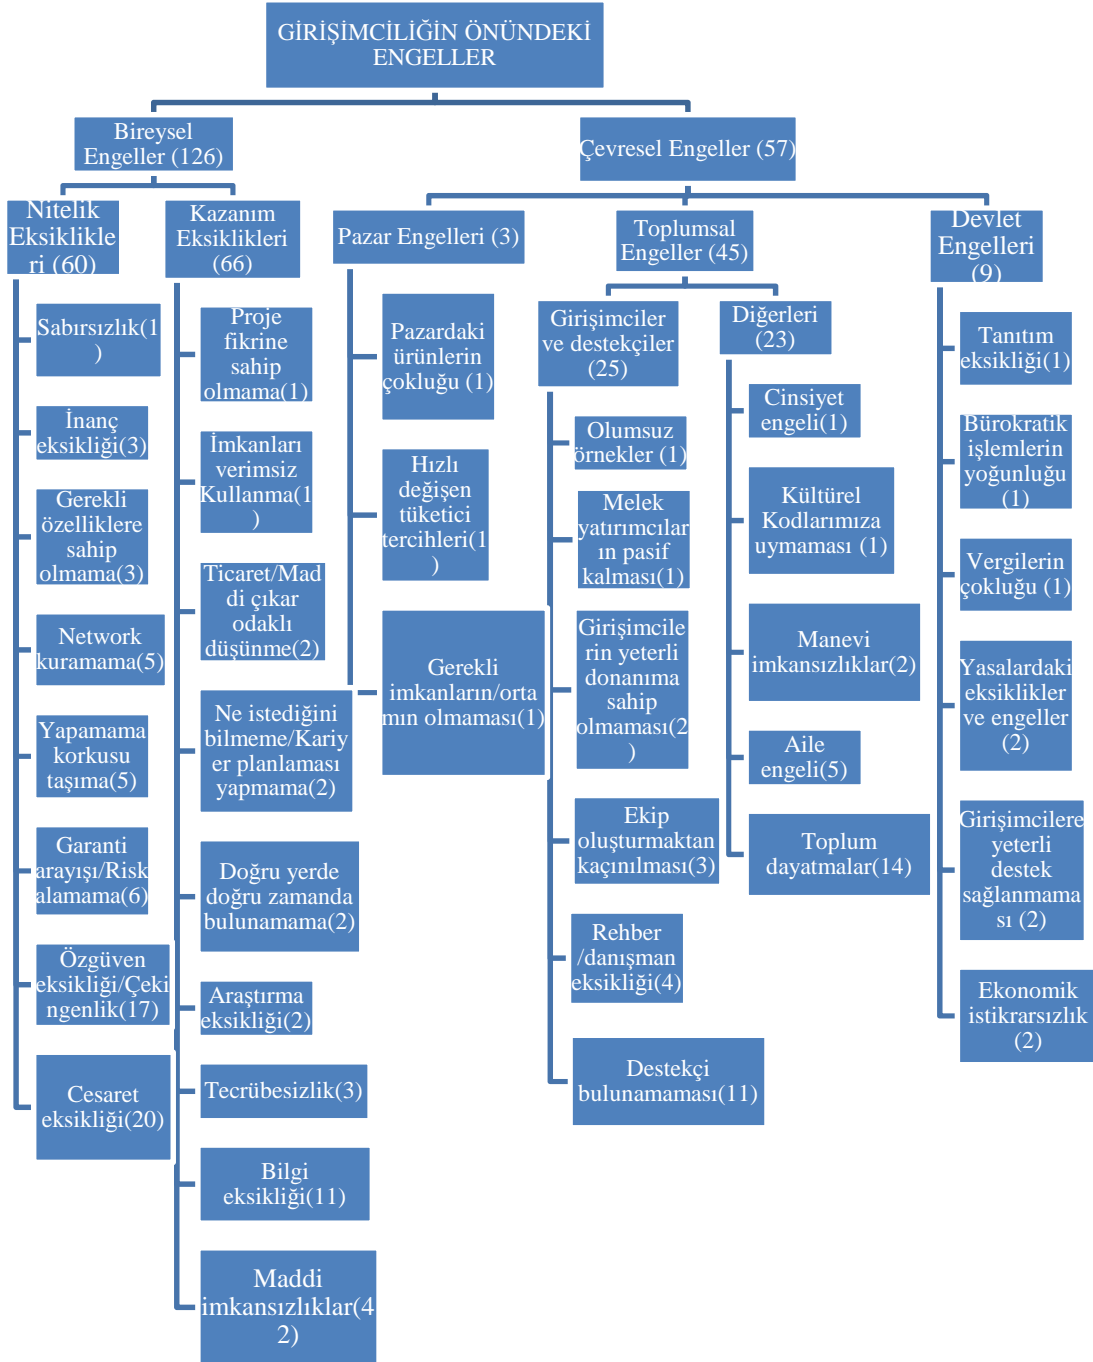 GİRİŞİMCİLİĞİN ÖNÜNDEKİ
ENGELLER
Bireysel
Engeller (126)
Çevresel Engeller (57)
Nitelik
Eksiklikle
ri (60)
Kazanım
Eksiklikleri
(66)
Pazar Engelleri (3)
Toplumsal
Engeller (45)
Devlet
Engelleri
(9)
Sabırsızlık(1
)
İnanç
eksikliği(3)
Gerekli
özelliklere
sahip
olmama(3)
Network
kuramama(5)
Yapamama
korkusu
taşıma(5)
Garanti
arayışı/Risk
alamama(6)
Özgüven
eksikliği/Çeki
ngenlik(17)
Cesaret
eksikliği(20)
Proje
fikrine
sahip
olmama(1)
İmkanları
verimsiz
Kullanma(1
)
Ticaret/Mad
di çıkar
odaklı
düşünme(2)
Ne istediğini
bilmeme/Kariy
er planlaması
yapmama(2)
Doğru yerde
doğru zamanda
bulunamama(2)
Araştırma
eksikliği(2)
Tecrübesizlik(3)
Bilgi
eksikliği(11)
Maddi
imkansızlıklar(4
2)
Pazardaki
ürünlerin
çokluğu (1)
Hızlı
değişen
tüketici
tercihleri(1
)
Gerekli
imkanların/orta
mın olmaması(1)
Girişimciler
ve destekçiler
(25)
Olumsuz
örnekler (1)
Melek
yatırımcılar
ın pasif
kalması(1)
Girişimcile
rin yeterli
donanıma
sahip
olmaması(2
)
Ekip
oluşturmaktan
kaçınılması(3)
Rehber
/danışman
eksikliği(4)
Destekçi
bulunamaması(11)
Diğerleri
(23)
Cinsiyet
engeli(1)
Kültürel
Kodlarımıza
uymaması (1)
Manevi
imkansızlıklar(2)
Aile
engeli(5)
Toplum
dayatmalar(14)
Tanıtım
eksikliği(1)
Bürokratik
işlemlerin
yoğunluğu
(1)
Vergilerin
çokluğu (1)
Yasalardaki
eksiklikler
ve engeller
(2)
Girişimcilere
yeterli
destek
sağlanmama
sı (2)
Ekonomik
istikrarsızlık
(2)